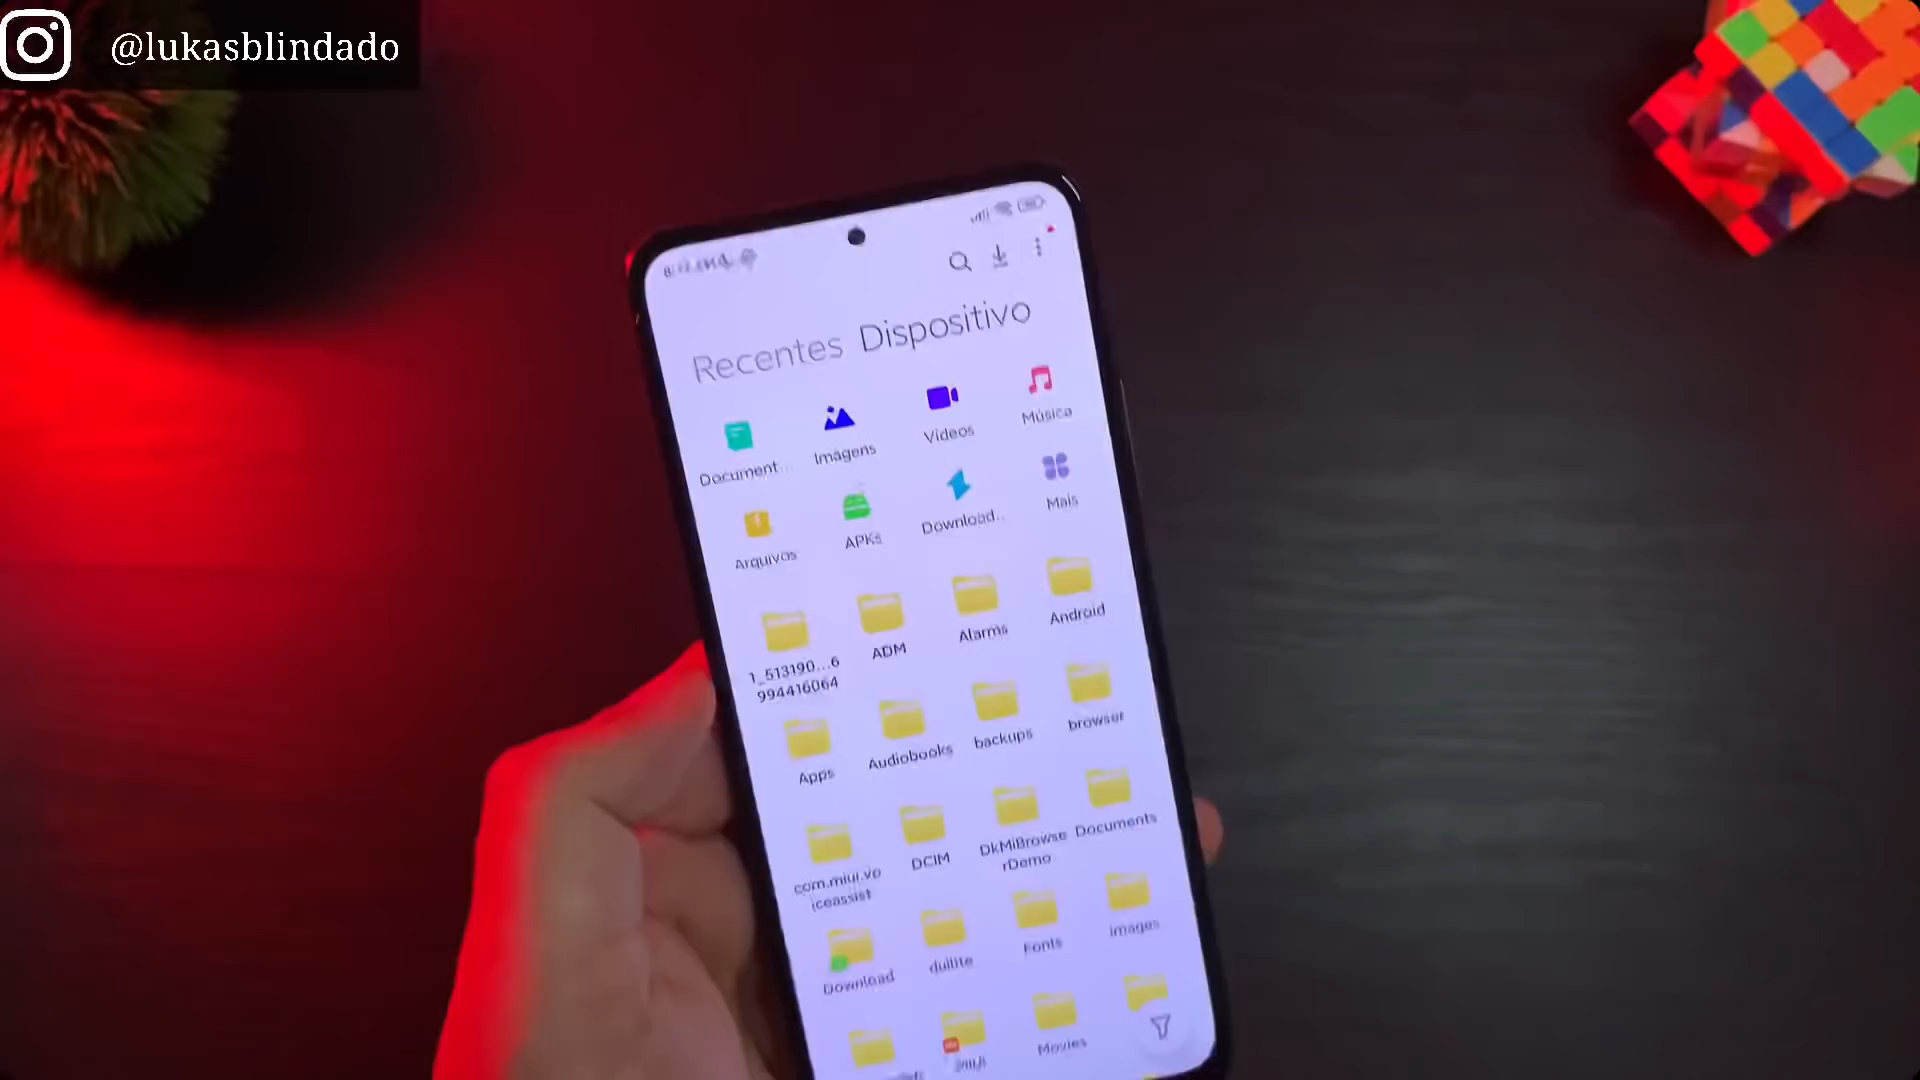 @lukasblindado
Recentes Dispositivo
Document...
Imagens
Vídeos
Música
Arquivos
APKs
Download...
Mais
1_513190...6
994416064
ADM
Alarms
Android
Apps
Audiobooks
backups
browser
com.miui.vo
iceassist
DCIM
DkMiBrowse
rDemo
Documents
Download
duilite
Fonts
images
Movies